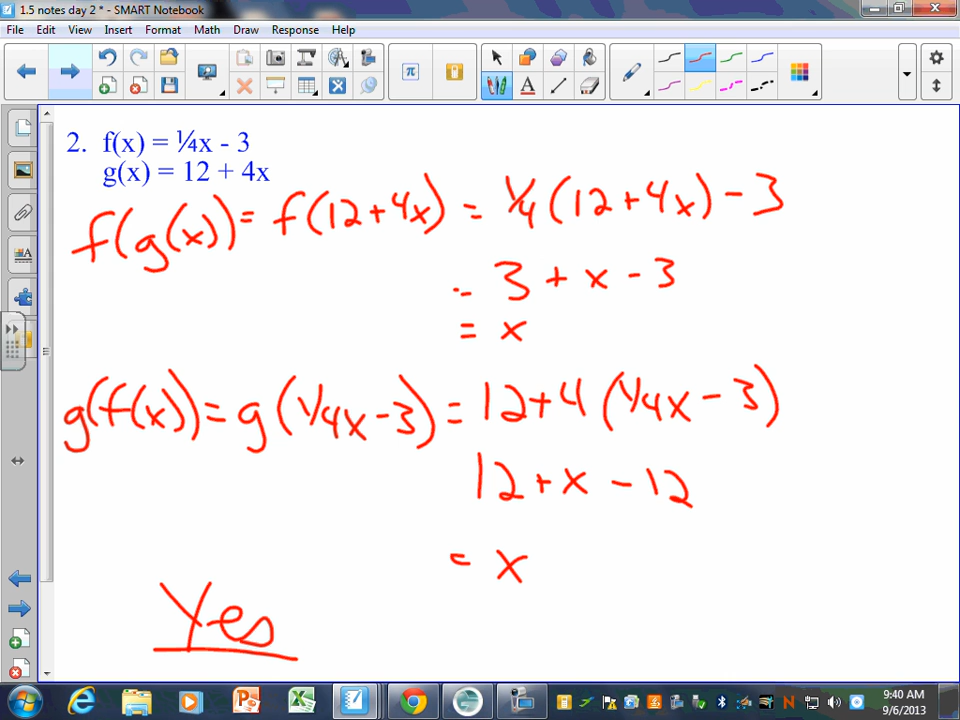 1.5 notes day 2 * - SMART Notebook
File Edit View Insert Format Math Draw Response Help
2. f(x) = ¼x - 3
g(x) = 12 + 4x
f(g(x)) = f(12+4x) = 1/4(12+4x) - 3
= 3 + x - 3
= x
g(f(x)) = g(1/4x-3) = 12+4(1/4x-3)
12+x-12
= x
Yes
9:40 AM
9/6/2013